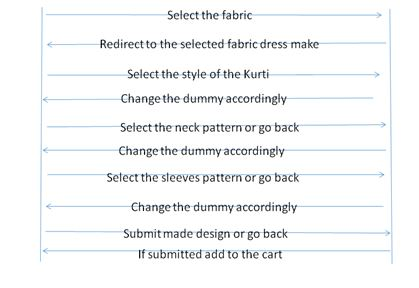 Select the fabric
Redirect to the selected fabric dress make
Select the style of the Kurti
Change the dummy accordingly
Select the neck pattern or go back
Change the dummy accordingly
Select the sleeves pattern or go back
Change the dummy accordingly
Submit made design or go back
If submitted add to the cart